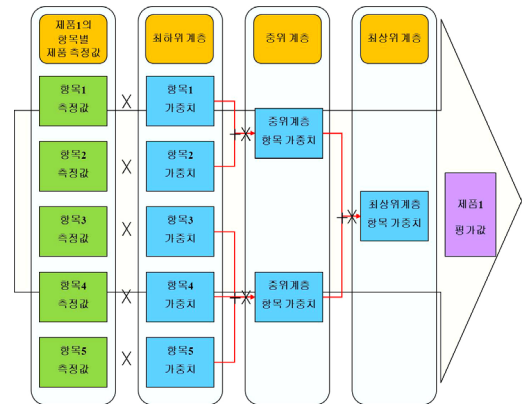 제품1의
항목별
제품 측정값
최하위계층
중위계층
최상위계층
항목1
측정값
X
항목1
가중치
항목2
측정값
X
항목2
가중치
+
X
중위계층
항목 가중치
항목3
측정값
X
항목3
가중치
+
X
최상위계층
항목 가중치
제품1
평가값
항목4
측정값
X
항목4
가중치
+
X
중위계층
항목 가중치
항목5
측정값
X
항목5
가중치